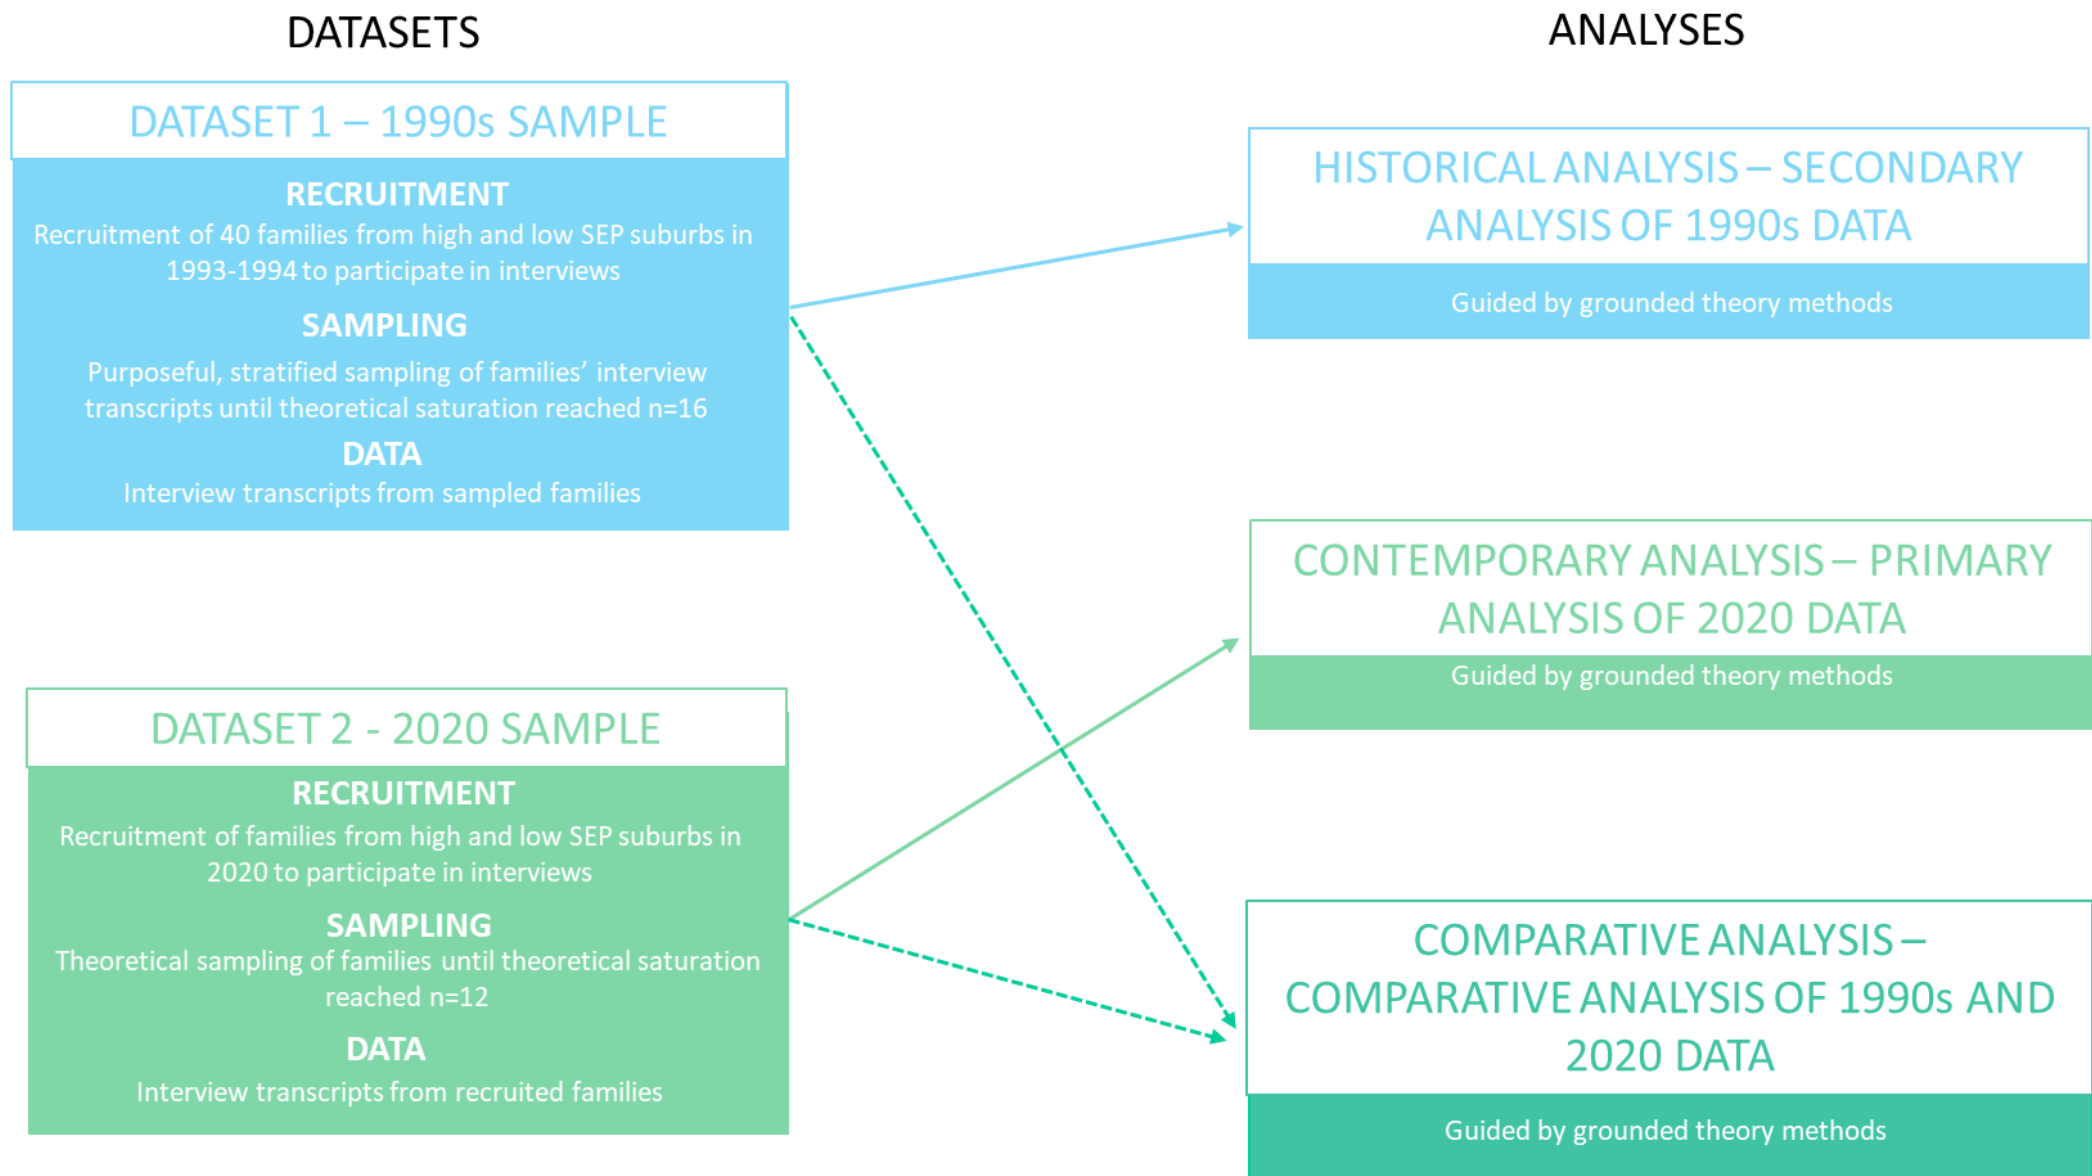 DATASETS
DATASET 1 – 1990s SAMPLE
RECRUITMENT
Recruitment of 40 families from high and low SEP suburbs in
1993-1994 to participate in interviews
SAMPLING
Purposeful, stratified sampling of families’ interview
transcripts until theoretical saturation reached n=16
DATA
Interview transcripts from sampled families
DATASET 2 - 2020 SAMPLE
RECRUITMENT
Recruitment of families from high and low SEP suburbs in
2020 to participate in interviews
SAMPLING
Theoretical sampling of families until theoretical saturation
reached n=12
DATA
Interview transcripts from recruited families
ANALYSES
HISTORICAL ANALYSIS – SECONDARY
ANALYSIS OF 1990s DATA
Guided by grounded theory methods
CONTEMPORARY ANALYSIS – PRIMARY
ANALYSIS OF 2020 DATA
Guided by grounded theory methods
COMPARATIVE ANALYSIS –
COMPARATIVE ANALYSIS OF 1990s AND
2020 DATA
Guided by grounded theory methods